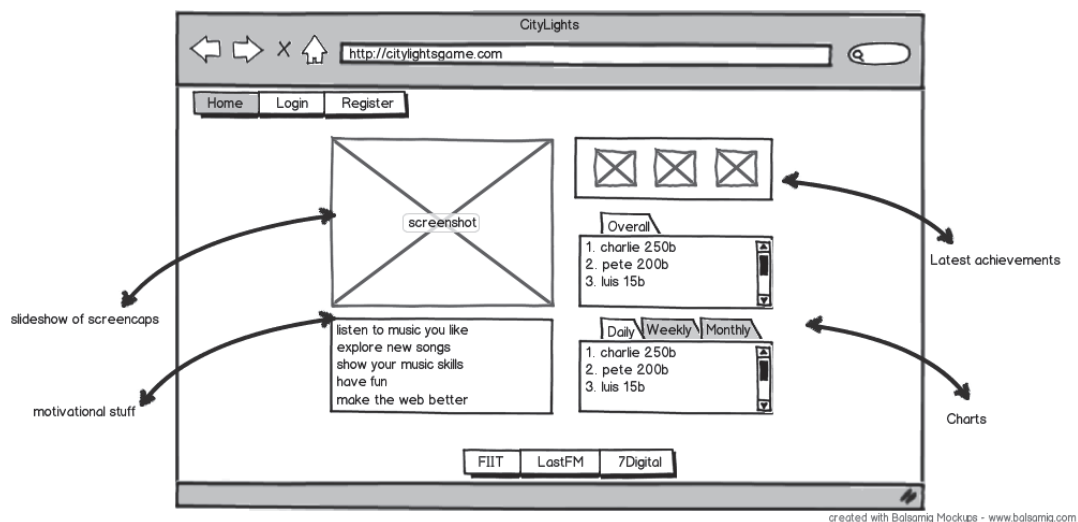 CityLights
http://citylightsgame.com
Home Login Register
screenshot
Overall
1. charlie 250b
2. pete 200b
3. luis 15b
Latest achievements
slideshow of screencaps
listen to music you like
explore new songs
show your music skills
have fun
make the web better
motivational stuff
Daily Weekly Monthly
1. charlie 250b
2. pete 200b
3. luis 15b
Charts
FIIT LastFM 7Digital
created with Balsamiq Mockups - www.balsamiq.com